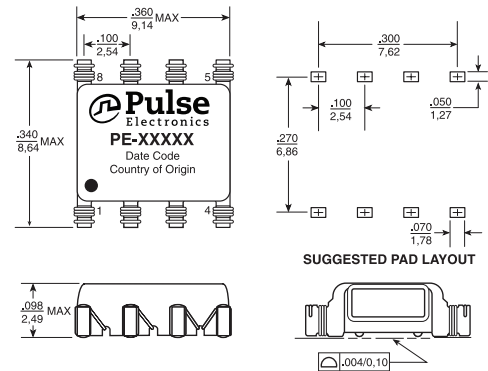 .360
9,14 MAX
.100
2,54
8
5
Pulse
Electronics
PE-XXXXX
Date Code
Country of Origin
1
4
.340
8,64 MAX
.300
7,62
.100
2,54
.050
1,27
.270
6,86
.070
1,78
SUGGESTED PAD LAYOUT
.098
2,49 MAX
.004/0,10